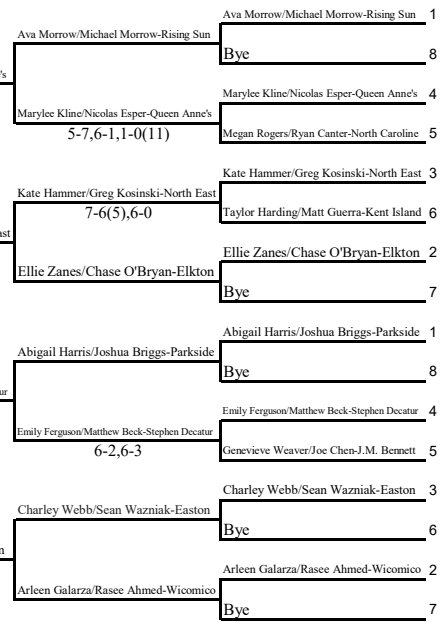 Ava Morrow/Michael Morrow-Rising Sun 1
Ava Morrow/Michael Morrow-Rising Sun
Bye 8
Marylee Kline/Nicolas Esper-Queen Anne's 4
Marylee Kline/Nicolas Esper-Queen Anne's
5-7,6-1,1-0(11)
Megan Rogers/Ryan Canter-North Caroline 5
Kate Hammer/Greg Kosinski-North East 3
Kate Hammer/Greg Kosinski-North East
7-6(5),6-0
Taylor Harding/Matt Guerra-Kent Island 6
Ellie Zanes/Chase O'Bryan-Elkton 2
Ellie Zanes/Chase O'Bryan-Elkton
Bye 7
Abigail Harris/Joshua Briggs-Parkside 1
Abigail Harris/Joshua Briggs-Parkside
Bye 8
Emily Ferguson/Matthew Beck-Stephen Decatur 4
Emily Ferguson/Matthew Beck-Stephen Decatur
6-2,6-3
Genevieve Weaver/Joe Chen-J.M. Bennett 5
Charley Webb/Sean Wazniak-Easton 3
Charley Webb/Sean Wazniak-Easton
Bye 6
Arleen Galarza/Rasee Ahmed-Wicomico 2
Arleen Galarza/Rasee Ahmed-Wicomico
Bye 7